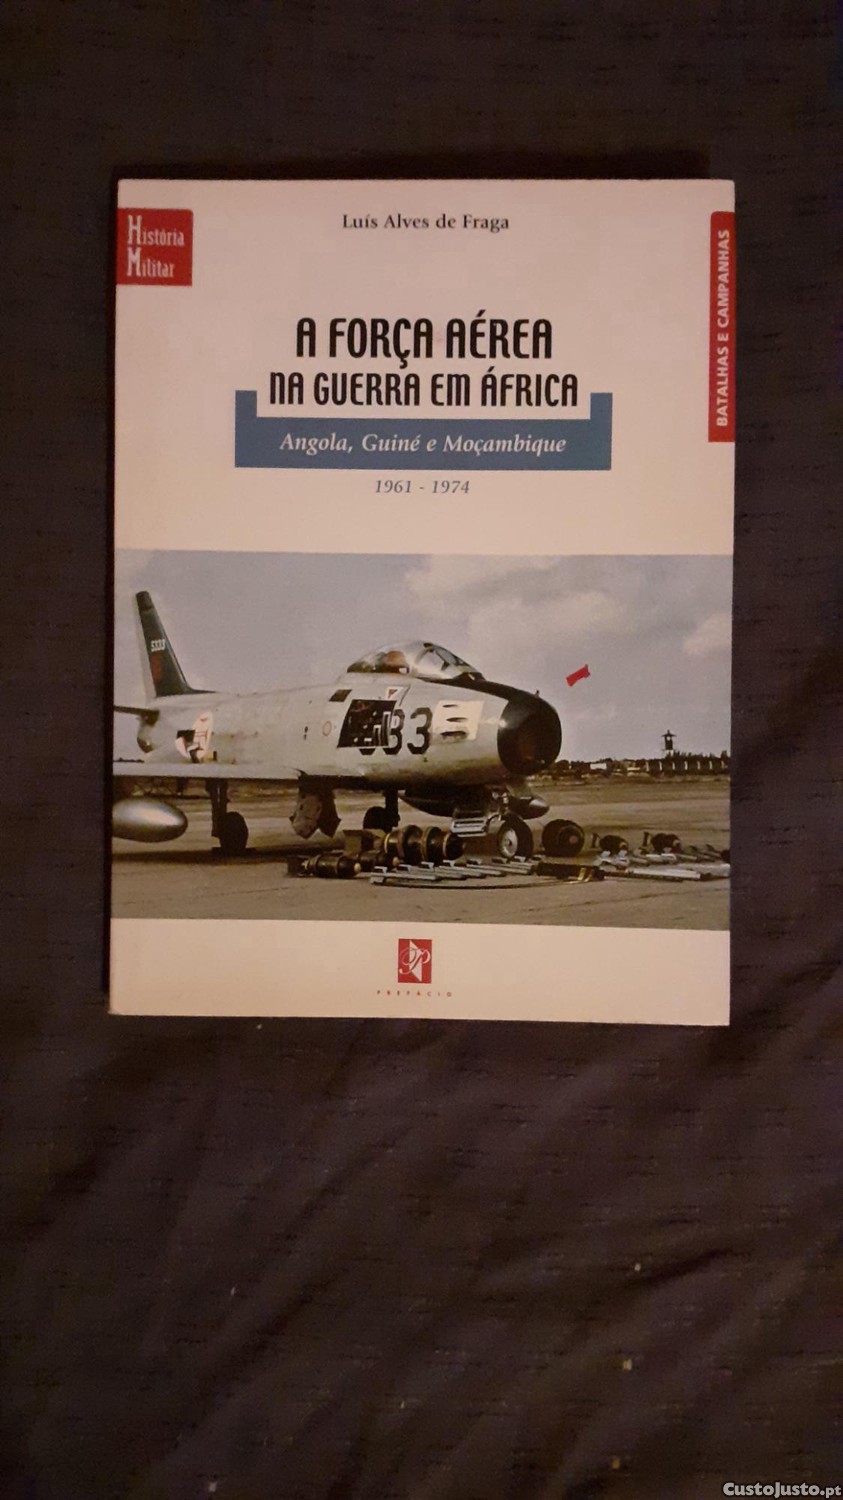 Luís Alves de Fraga
História
Militar
BATALHAS E CAMPANHAS
A FORÇA AÉREA
NA GUERRA EM ÁFRICA
Angola, Guiné e Moçambique
1961 - 1974
5333
PREFÁCIO
CustoJusto.pt